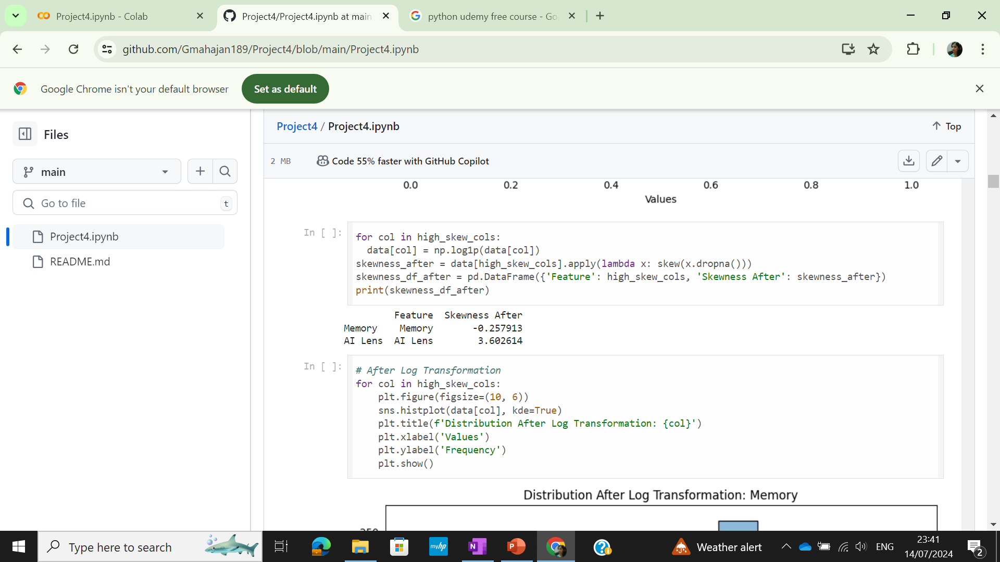 Project4.ipynb - Colab
Project4/Project4.ipynb at main
python udemy free course - Go
github.com/Gmahajan189/Project4/blob/main/Project4.ipynb
Google Chrome isn't your default browser
Set as default
Files
main
Go to file
t
Project4.ipynb
README.md
Project4 / Project4.ipynb
Top
2 MB
Code 55% faster with GitHub Copilot
0.0 0.2 0.4 0.6 0.8 1.0
Values
In [ ]:
for col in high_skew_cols:
  data[col] = np.log1p(data[col])
skewness_after = data[high_skew_cols].apply(lambda x: skew(x.dropna()))
skewness_df_after = pd.DataFrame({'Feature': high_skew_cols, 'Skewness After': skewness_after})
print(skewness_df_after)
Feature Skewness After
Memory Memory -0.257913
AI Lens AI Lens 3.602614
In [ ]:
# After Log Transformation
for col in high_skew_cols:
    plt.figure(figsize=(10, 6))
    sns.histplot(data[col], kde=True)
    plt.title(f'Distribution After Log Transformation: {col}')
    plt.xlabel('Values')
    plt.ylabel('Frequency')
    plt.show()
Distribution After Log Transformation: Memory
Type here to search
myhp
N
P
Weather alert
ENG
23:41
14/07/2024
2